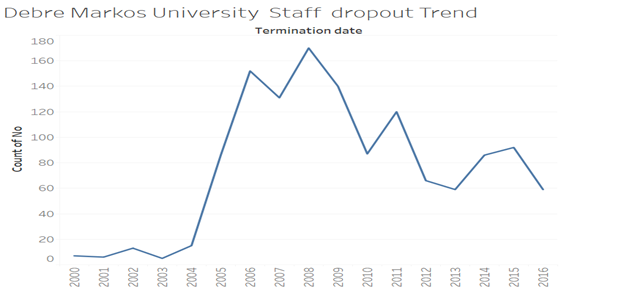 Debre Markos University Staff dropout Trend
Termination date
180
160
140
120
100
80
60
40
20
0
Count of No
2000 2001 2002 2003 2004 2005 2006 2007 2008 2009 2010 2011 2012 2013 2014 2015 2016